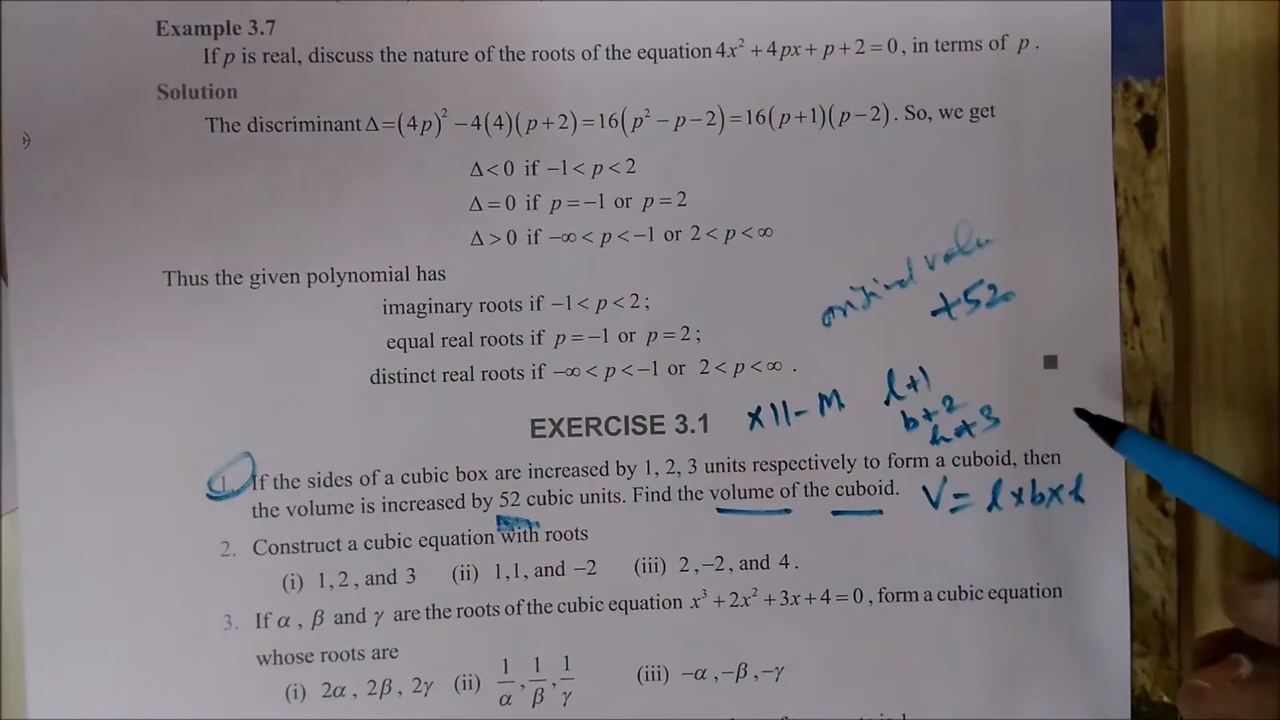 Example 3.7
If p is real, discuss the nature of the roots of the equation 4x² + 4px + p + 2 = 0, in terms of p.
Solution
The discriminant Δ = (4p)² − 4(4)(p+2) = 16(p² − p − 2) = 16(p+1)(p−2). So, we get
Δ < 0 if −1 < p < 2
Δ = 0 if p = −1 or p = 2
Δ > 0 if −∞ < p < −1 or 2 < p < ∞
Thus the given polynomial has
imaginary roots if −1 < p < 2;
equal real roots if p = −1 or p = 2;
distinct real roots if −∞ < p < −1 or 2 < p < ∞.
+52
EXERCISE 3.1 XII-M
l+1
b+2
h+3
1. If the sides of a cubic box are increased by 1, 2, 3 units respectively to form a cuboid, then
the volume is increased by 52 cubic units. Find the volume of the cuboid. V = l×b×h
2. Construct a cubic equation with roots
(i) 1, 2, and 3 (ii) 1, 1, and −2 (iii) 2, −2, and 4.
3. If α, β and γ are the roots of the cubic equation x³ + 2x² + 3x + 4 = 0, form a cubic equation
whose roots are
(i) 2α, 2β, 2γ (ii) 1/α, 1/β, 1/γ (iii) −α, −β, −γ